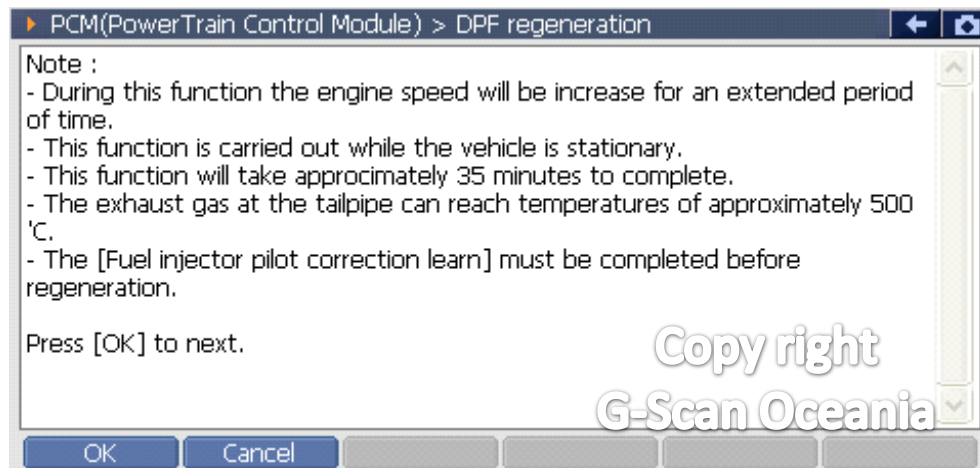 PCM(PowerTrain Control Module) > DPF regeneration
Note :
- During this function the engine speed will be increase for an extended period
of time.
- This function is carried out while the vehicle is stationary.
- This function will take approcimately 35 minutes to complete.
- The exhaust gas at the tailpipe can reach temperatures of approximately 500
'C.
- The [Fuel injector pilot correction learn] must be completed before
regeneration.
Press [OK] to next.
Copy right
G-Scan Oceania
OK Cancel